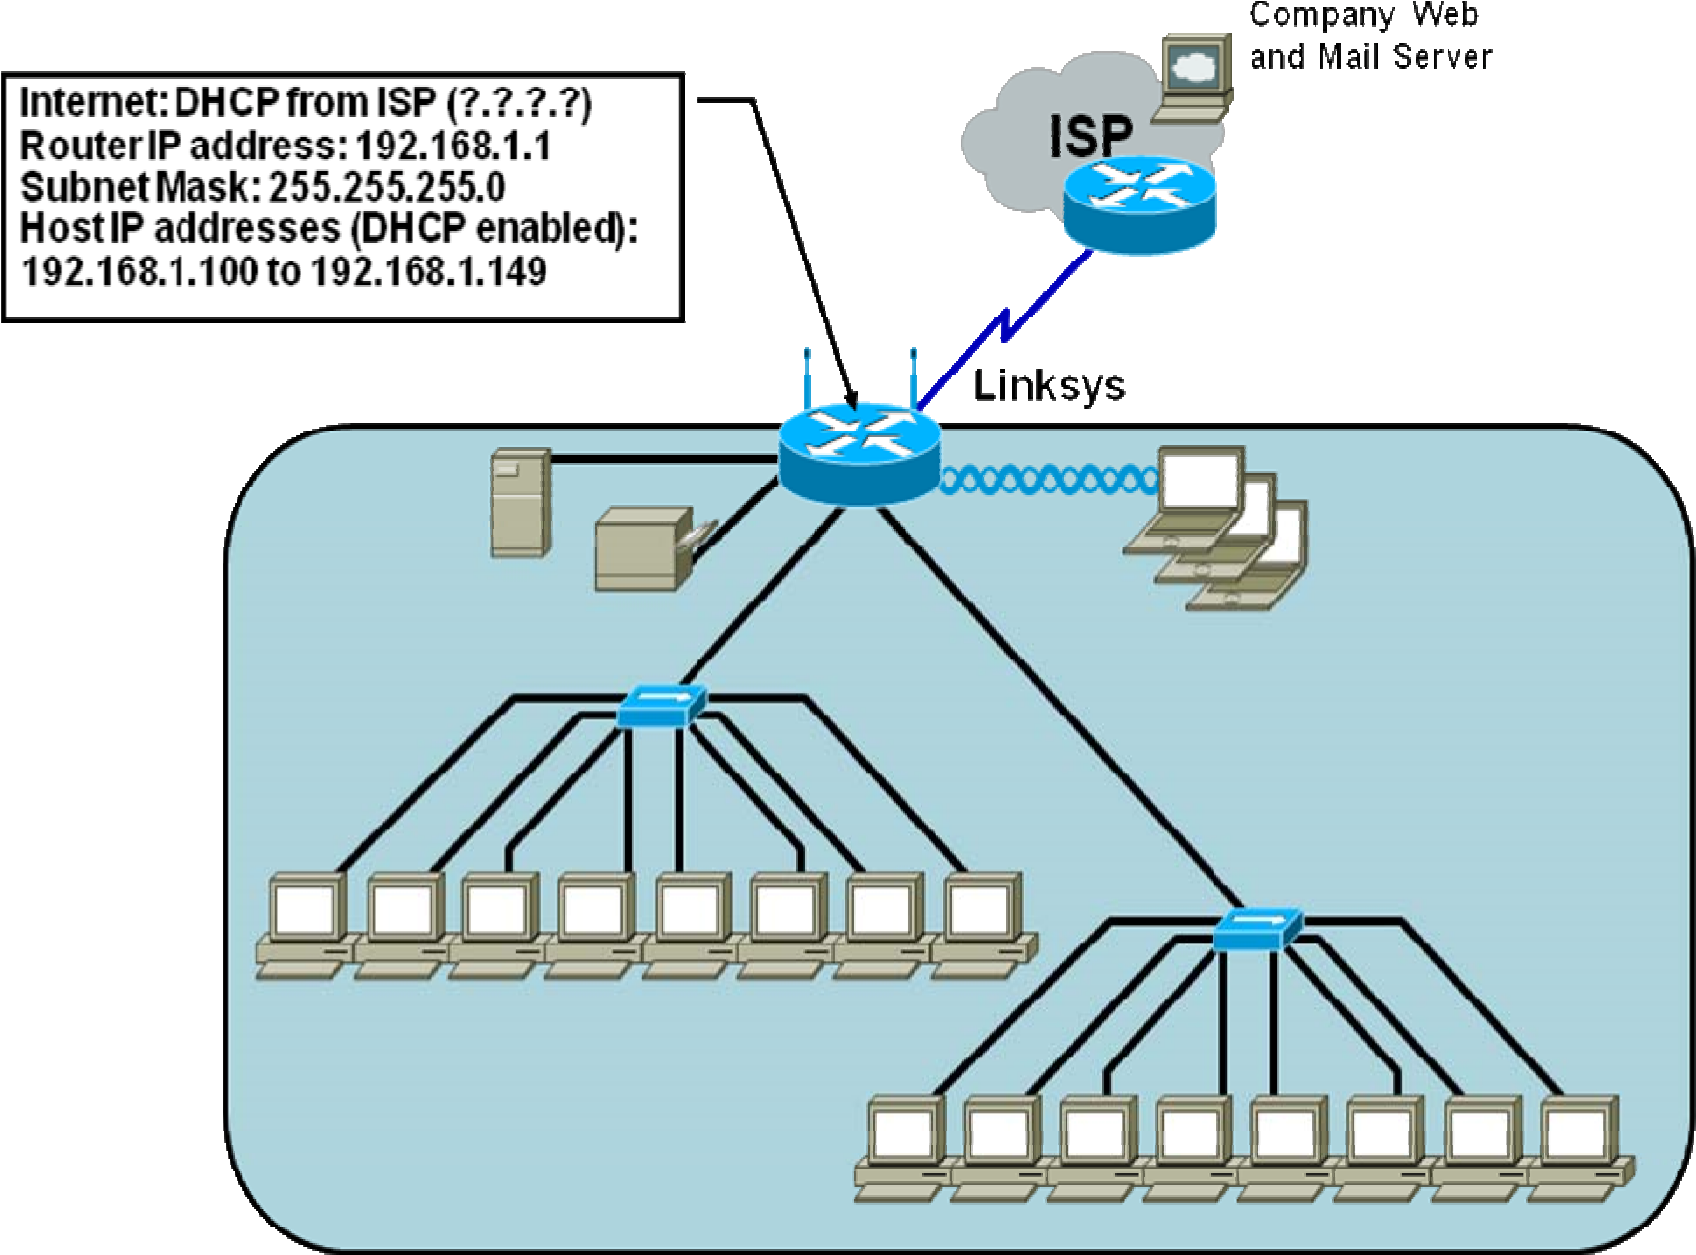 Company Web
and Mail Server
Internet: DHCP from ISP (?.?.?.?)
Router IP address: 192.168.1.1
Subnet Mask: 255.255.255.0
Host IP addresses (DHCP enabled):
192.168.1.100 to 192.168.1.149
ISP
Linksys